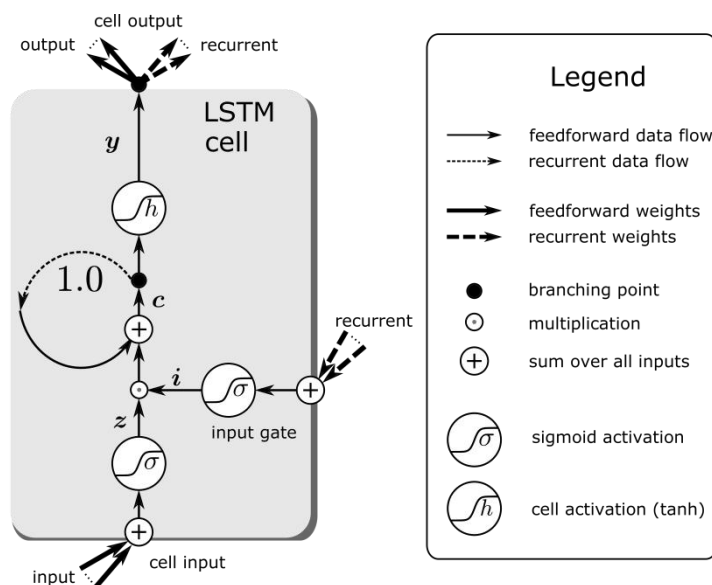 cell output
output
recurrent
LSTM
cell
y
h
1.0
c
+
recurrent
i
σ
+
z
input gate
σ
+
cell input
input
Legend
feedforward data flow
recurrent data flow
feedforward weights
recurrent weights
branching point
multiplication
+ sum over all inputs
σ sigmoid activation
h cell activation (tanh)